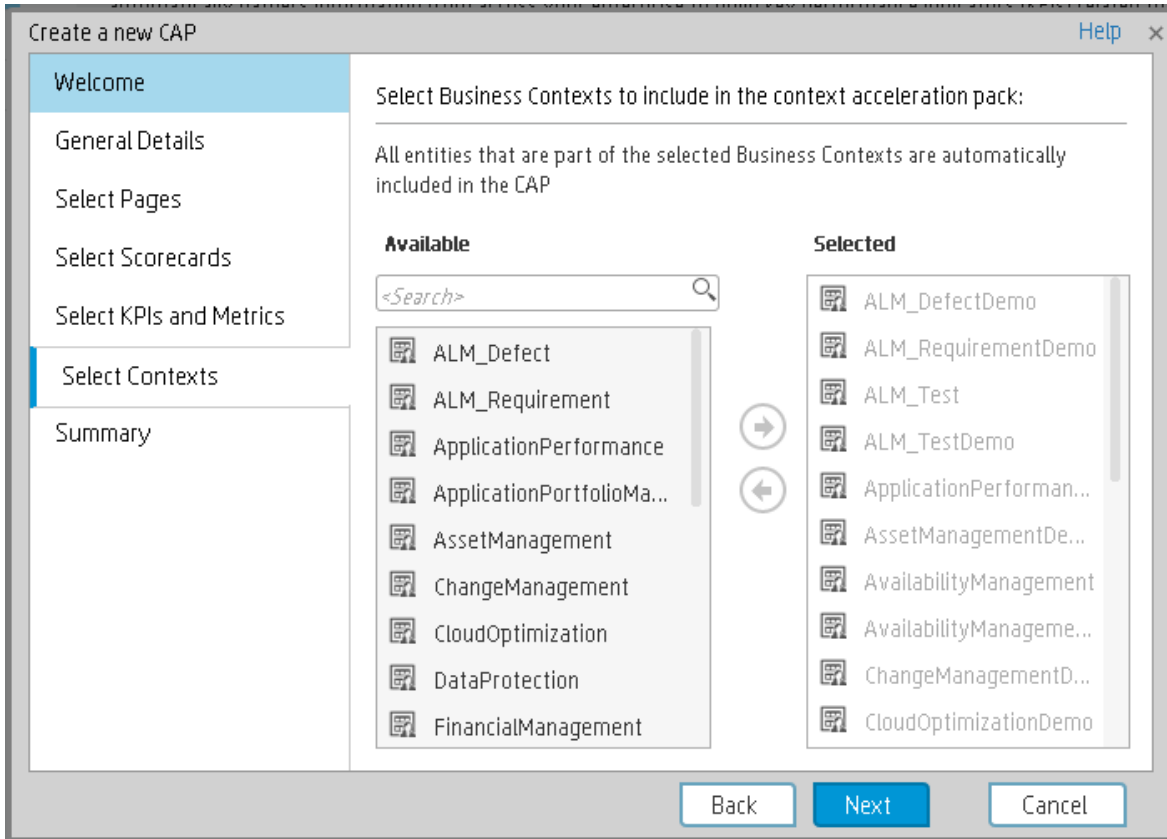 Create a new CAP
Help
Welcome
General Details
Select Pages
Select Scorecards
Select KPIs and Metrics
Select Contexts
Summary
Select Business Contexts to include in the context acceleration pack:
All entities that are part of the selected Business Contexts are automatically
included in the CAP
Available
<Search>
ALM_Defect
ALM_Requirement
ApplicationPerformance
ApplicationPortfolioMa...
AssetManagement
ChangeManagement
CloudOptimization
DataProtection
FinancialManagement
Selected
ALM_DefectDemo
ALM_RequirementDemo
ALM_Test
ALM_TestDemo
ApplicationPerforman...
AssetManagementDe...
AvailabilityManagement
AvailabilityManageme...
ChangeManagementD...
CloudOptimizationDemo
Back
Next
Cancel